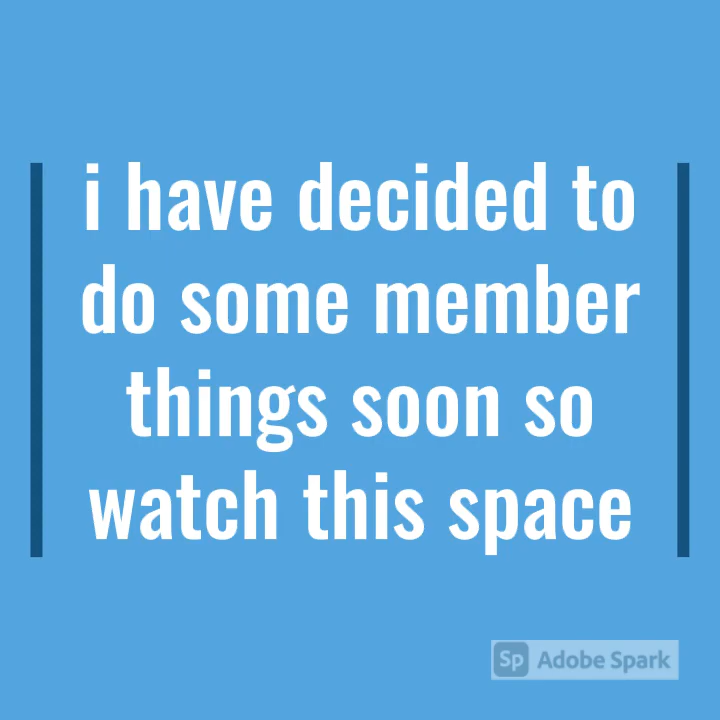 i have decided to
do some member
things soon so
watch this space
Sp Adobe Spark